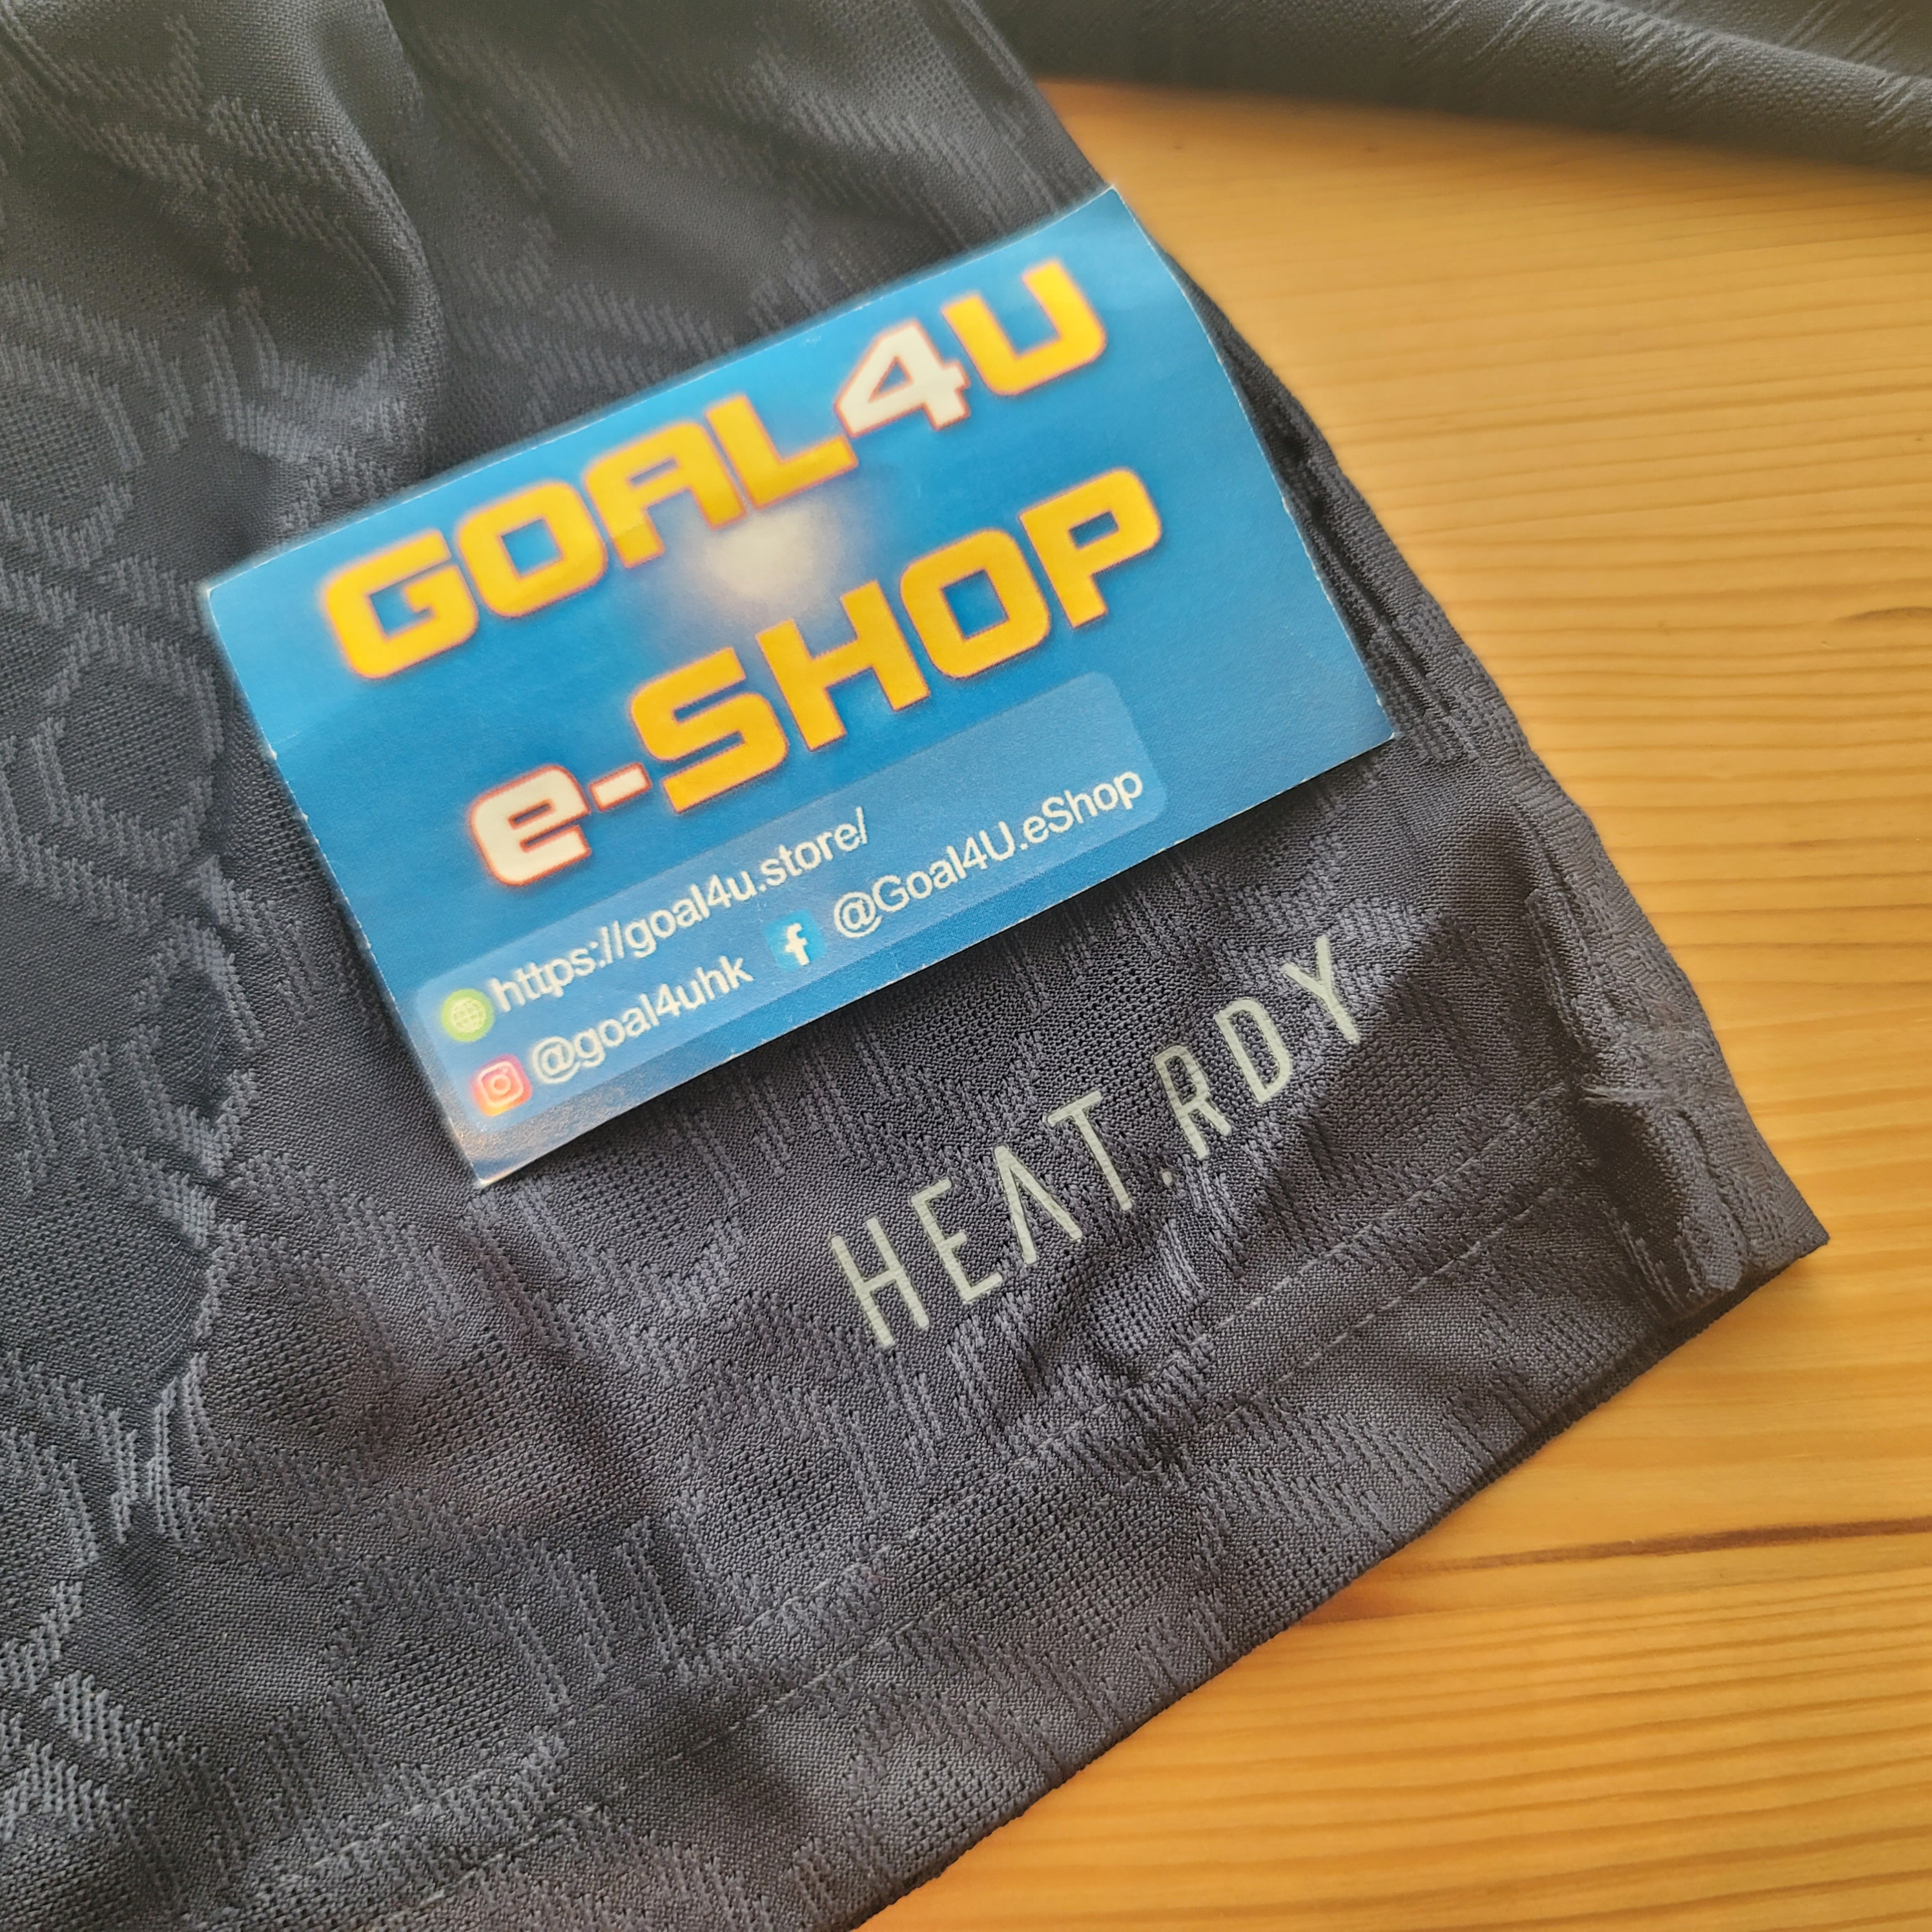 GOAL4U
e-SHOP
https://goal4u.store/
@goal4uhk @Goal4U.eShop
HEAT.RDY